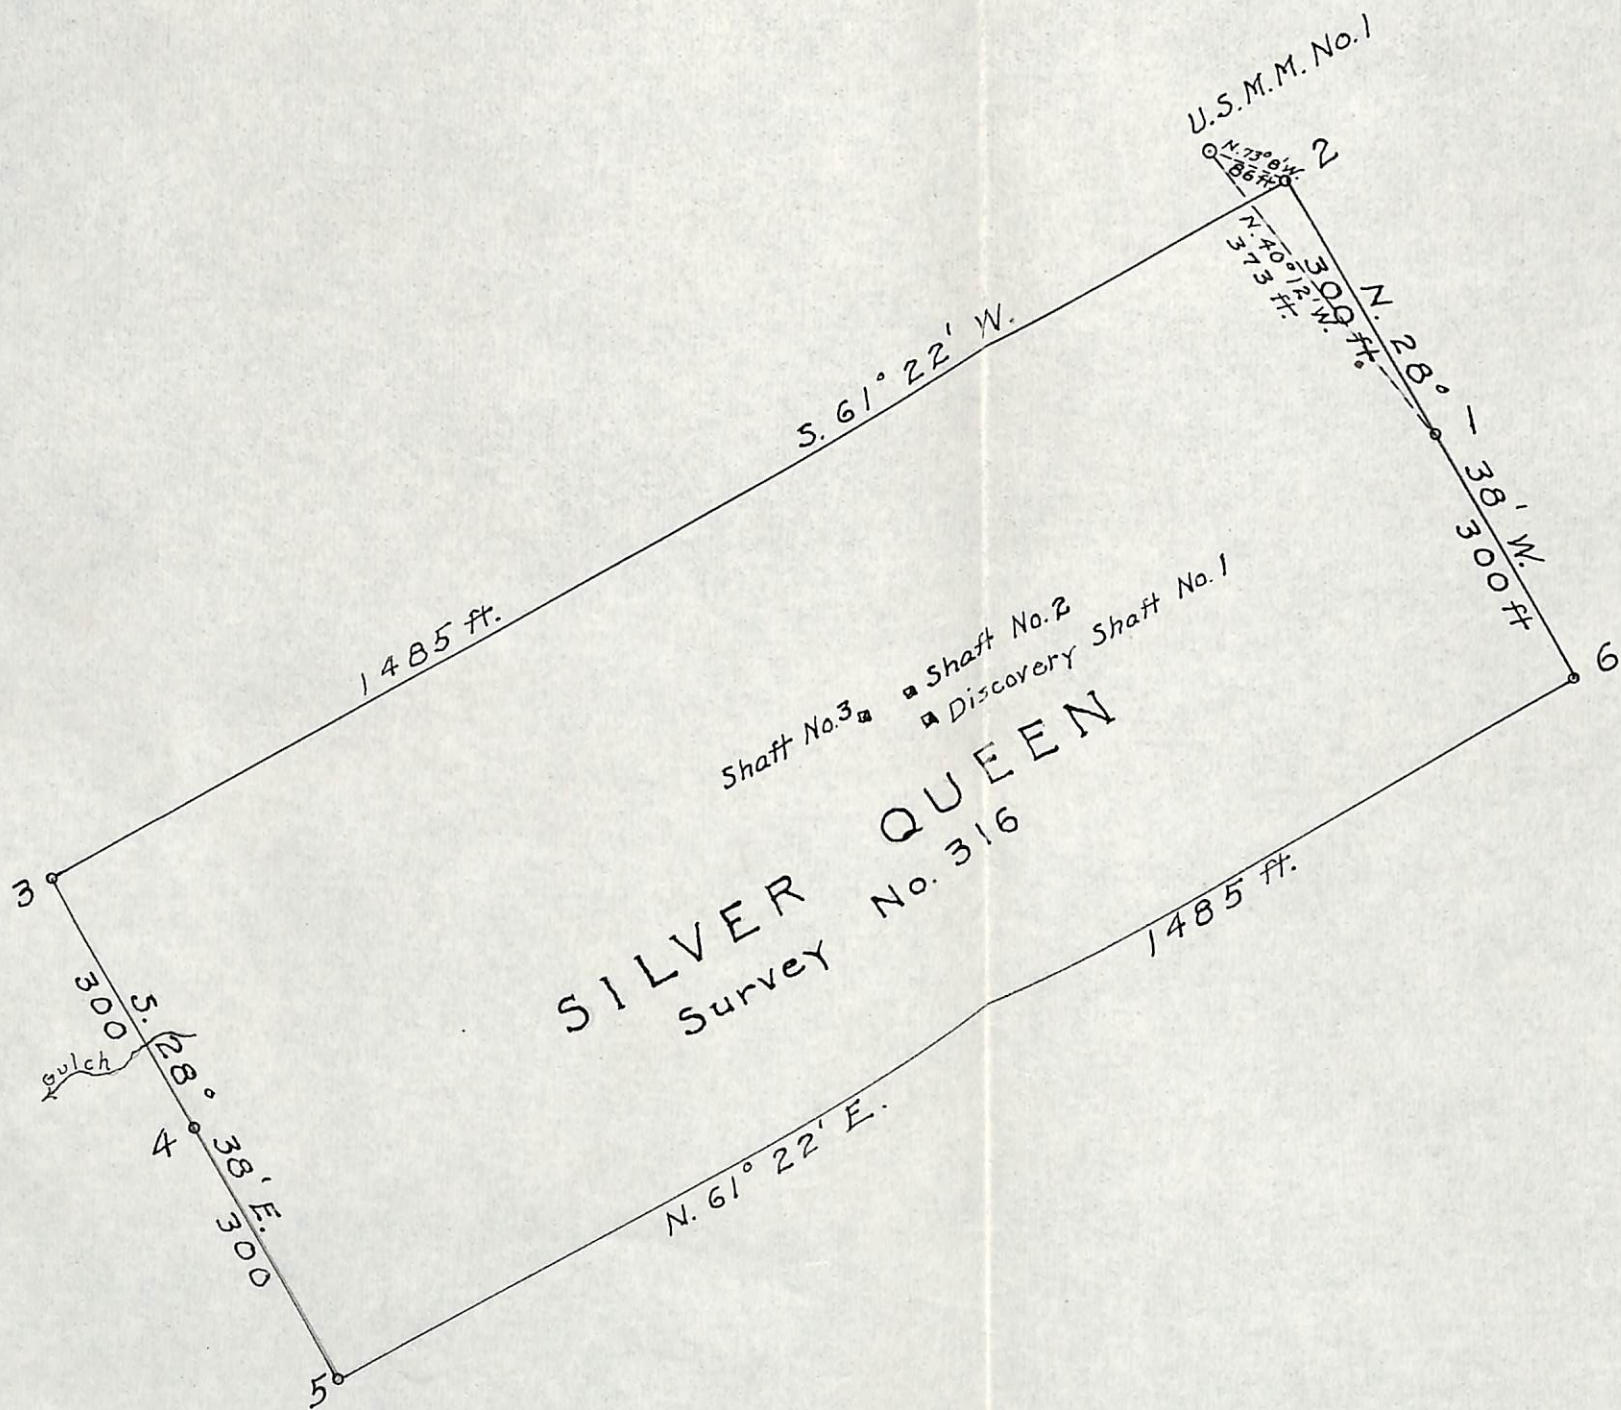 U.S.M.M. No. 1
N. 73° 8' W.
86 ft.
2
N. 40° 12' W.
373 ft.
300 ft.
N. 28°
1
38' W.
300 ft
6
S. 61° 22' W.
1485 ft.
Shaft No. 2
Discovery Shaft No. 1
Shaft No. 3
SILVER QUEEN
Survey No. 316
3
300
S. 28°
Gulch
4
38' E.
300
5
N. 61° 22' E.
1485 ft.